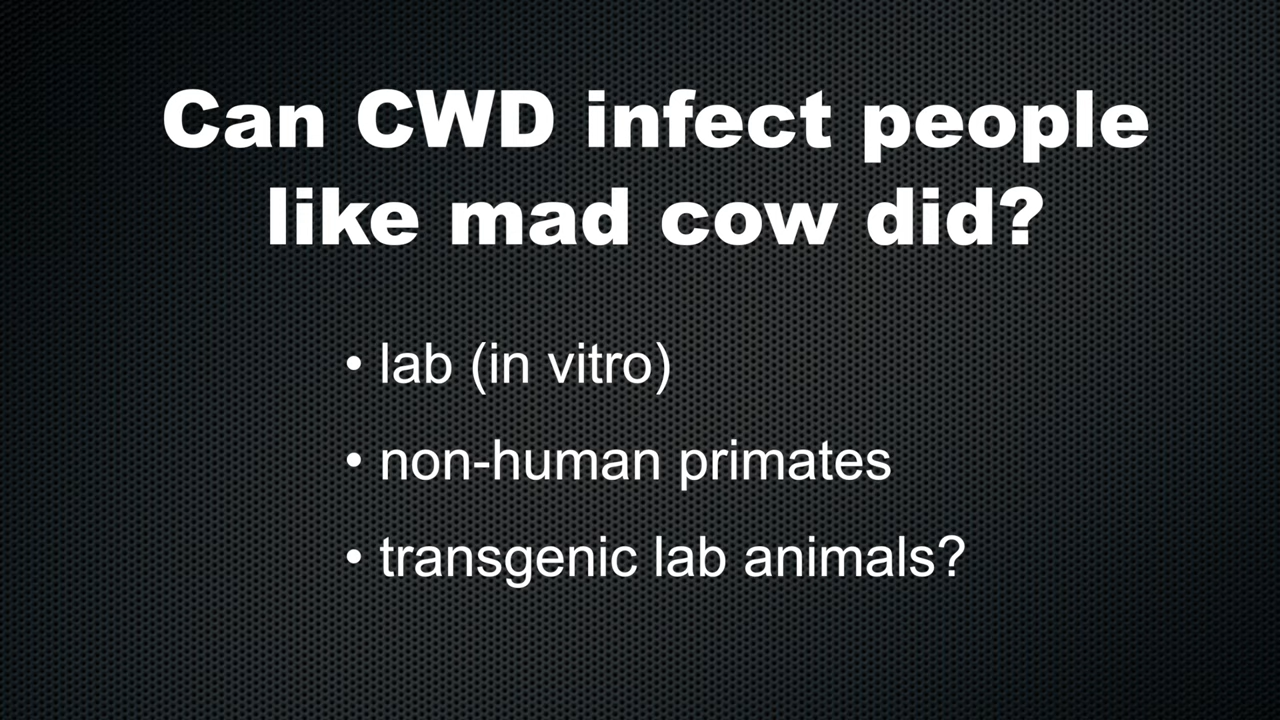 Can CWD infect people
like mad cow did?
• lab (in vitro)
• non-human primates
• transgenic lab animals?